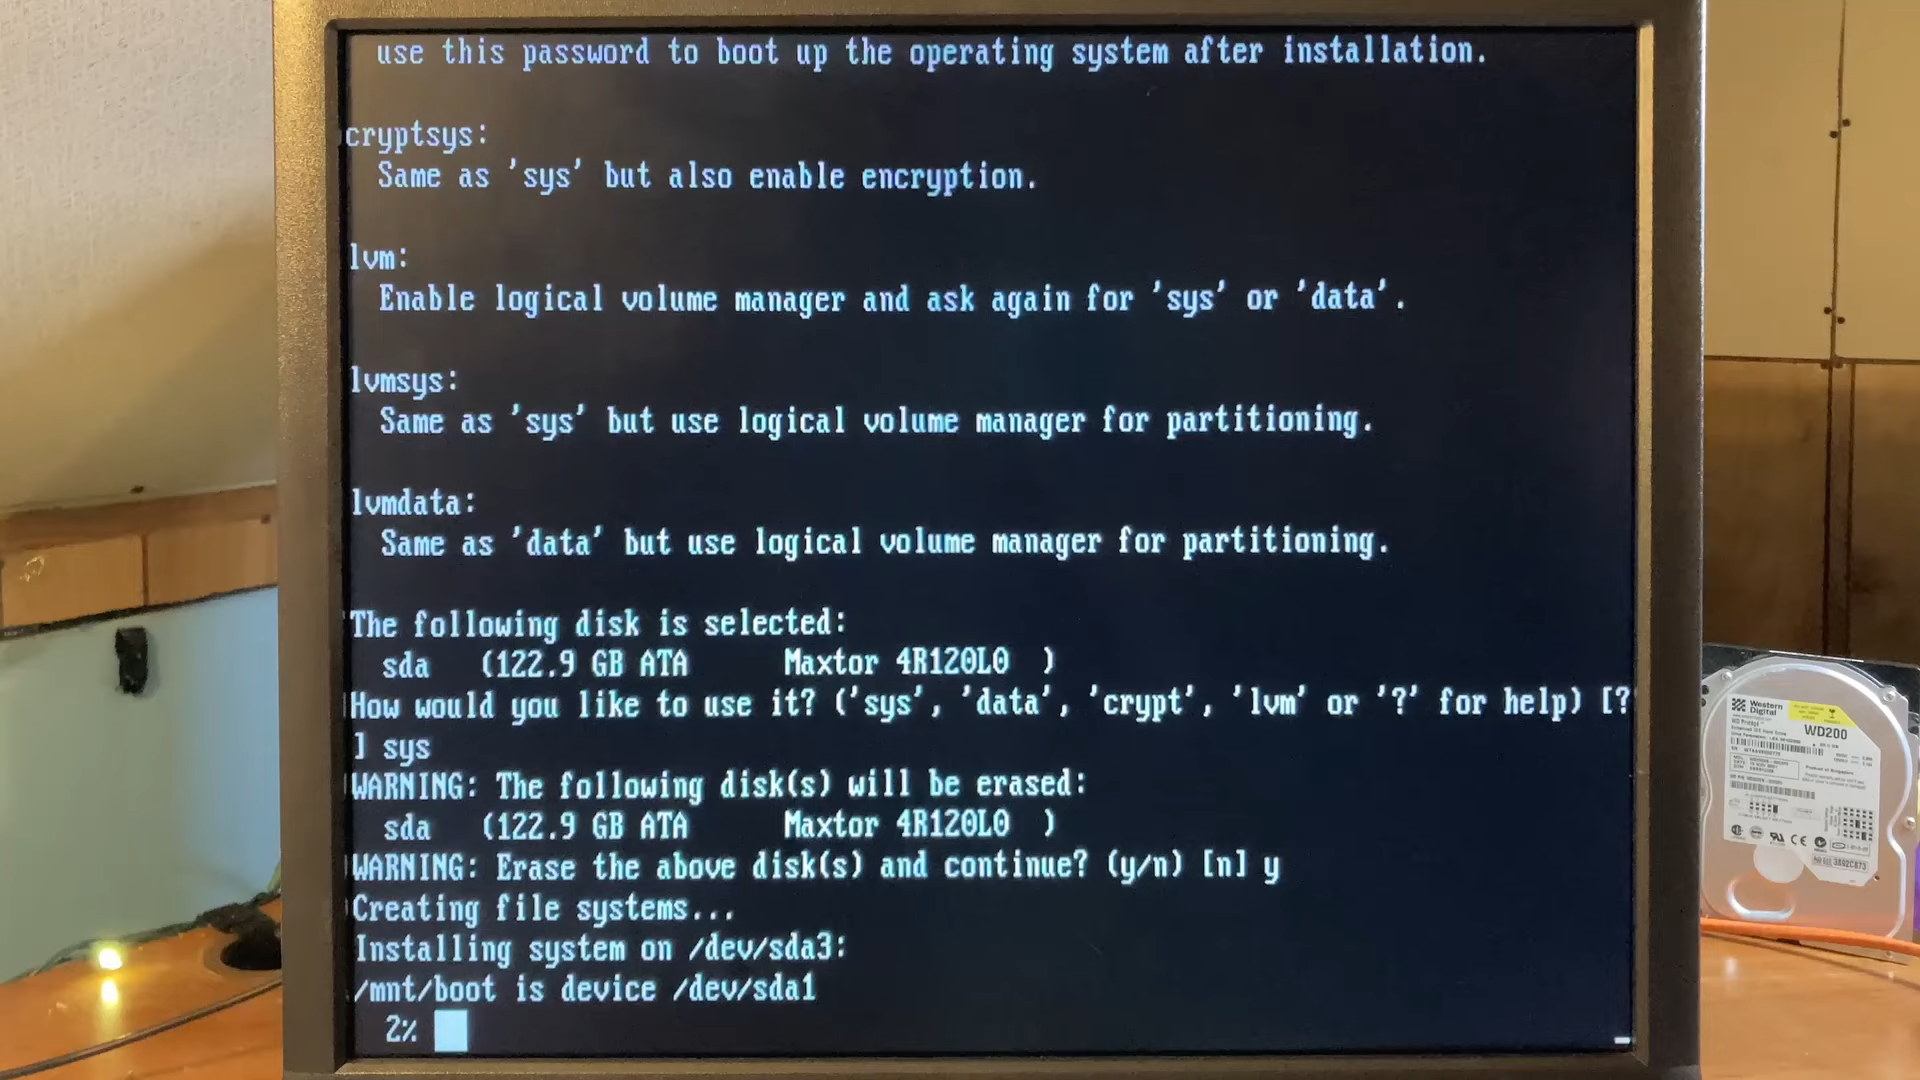 use this password to boot up the operating system after installation.
cryptsys:
Same as 'sys' but also enable encryption.
lvm:
Enable logical volume manager and ask again for 'sys' or 'data'.
lvmsys:
Same as 'sys' but use logical volume manager for partitioning.
lvmdata:
Same as 'data' but use logical volume manager for partitioning.
The following disk is selected:
sda (122.9 GB ATA Maxtor 4R120L0 )
How would you like to use it? ('sys', 'data', 'crypt', 'lvm' or '?' for help) [?
] sys
WARNING: The following disk(s) will be erased:
sda (122.9 GB ATA Maxtor 4R120L0 )
WARNING: Erase the above disk(s) and continue? (y/n) [n] y
Creating file systems...
Installing system on /dev/sda3:
/mnt/boot is device /dev/sda1
2%
Western
Digital
WD200